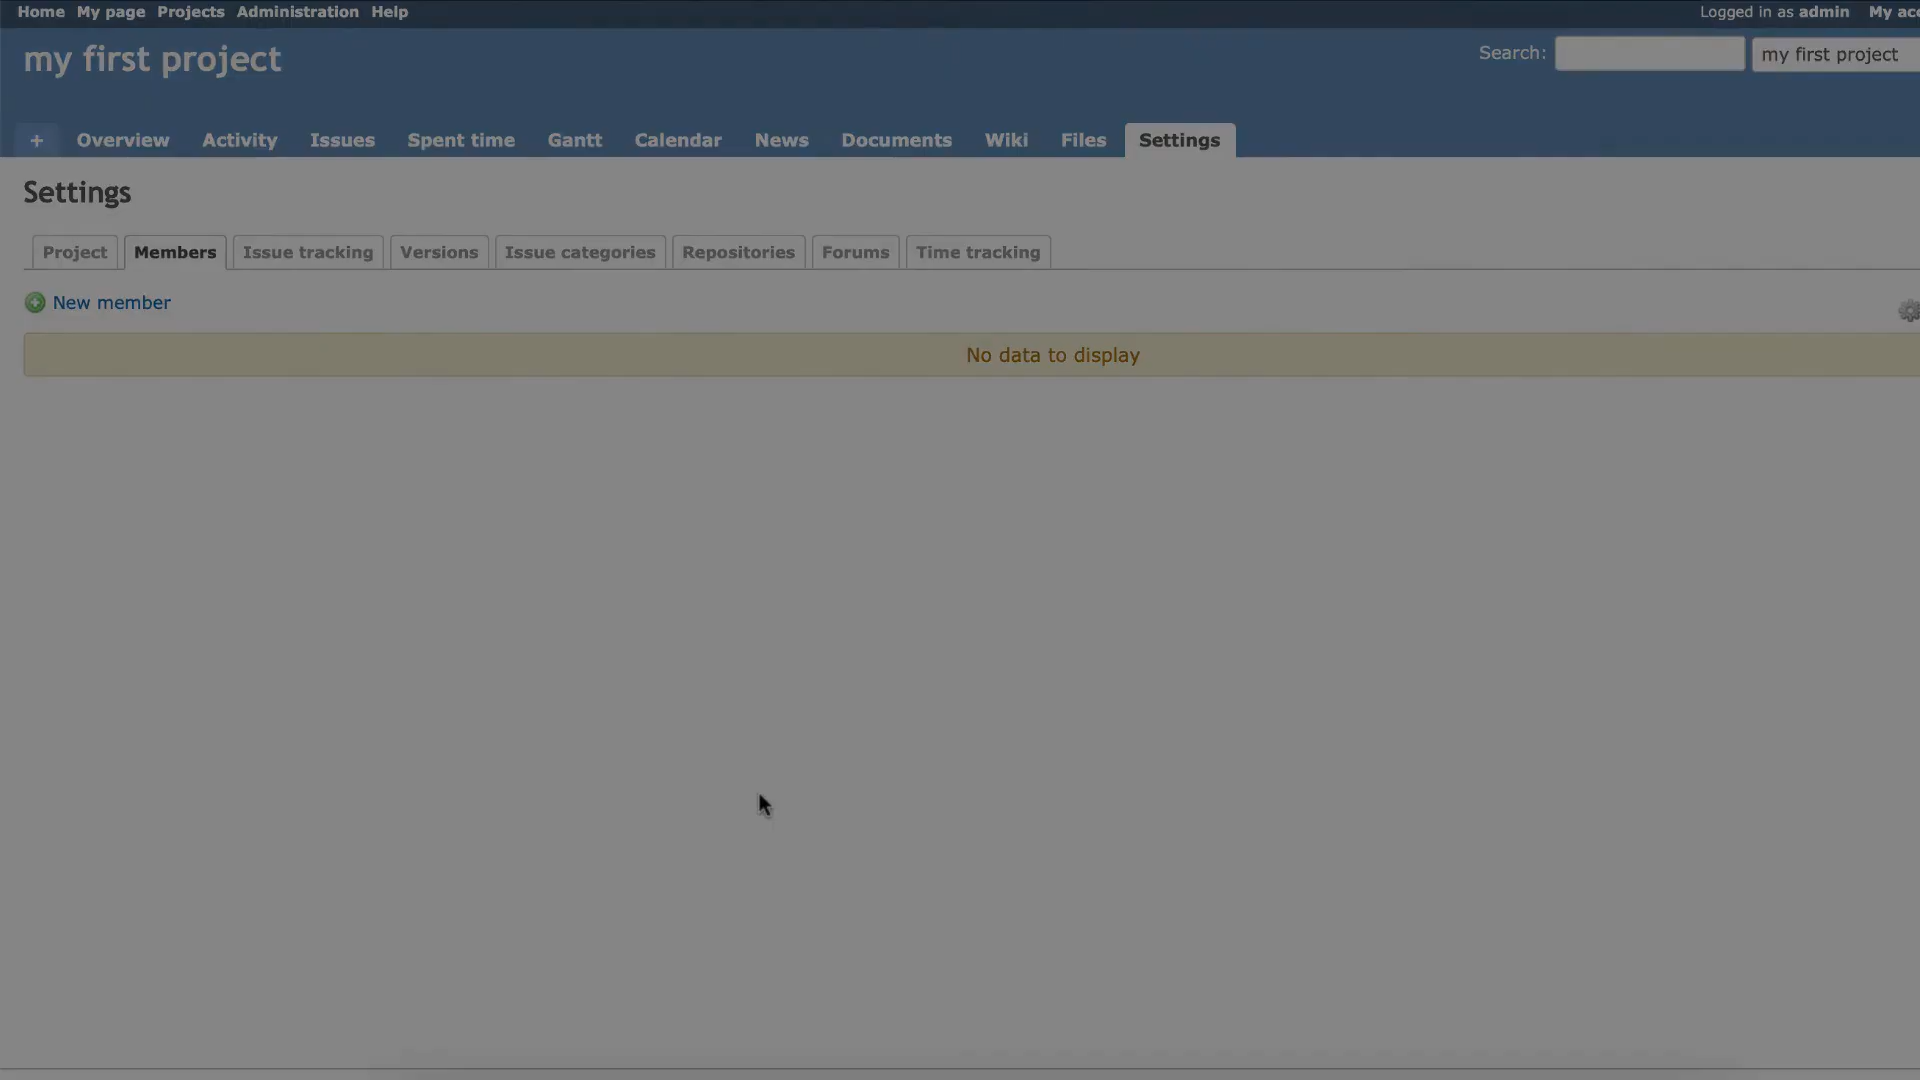 Home My page Projects Administration Help Logged in as admin My acc
my first project Search: my first project
+ Overview Activity Issues Spent time Gantt Calendar News Documents Wiki Files Settings
Settings
Project Members Issue tracking Versions Issue categories Repositories Forums Time tracking
New member
No data to display